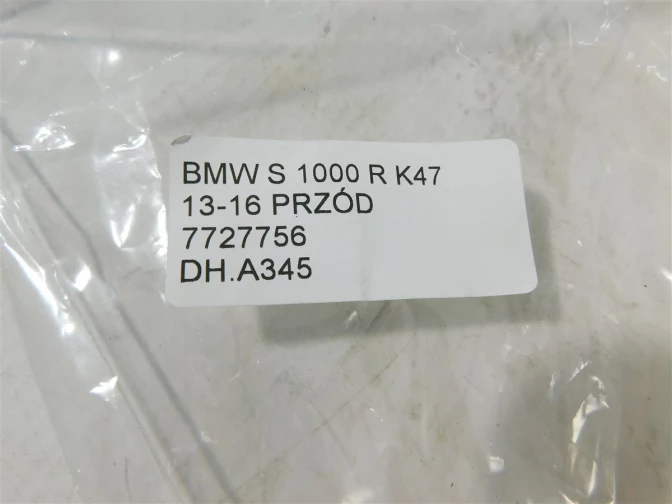 BMW S 1000 R K47
13-16 PRZÓD
7727756
DH.A345